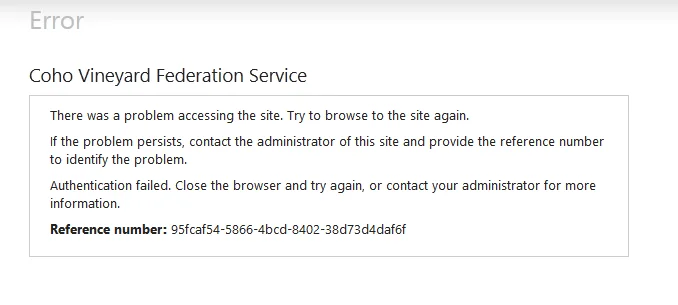 Error
Coho Vineyard Federation Service
There was a problem accessing the site. Try to browse to the site again.
If the problem persists, contact the administrator of this site and provide the reference number
to identify the problem.
Authentication failed. Close the browser and try again, or contact your administrator for more
information.
Reference number: 95fcaf54-5866-4bcd-8402-38d73d4daf6f